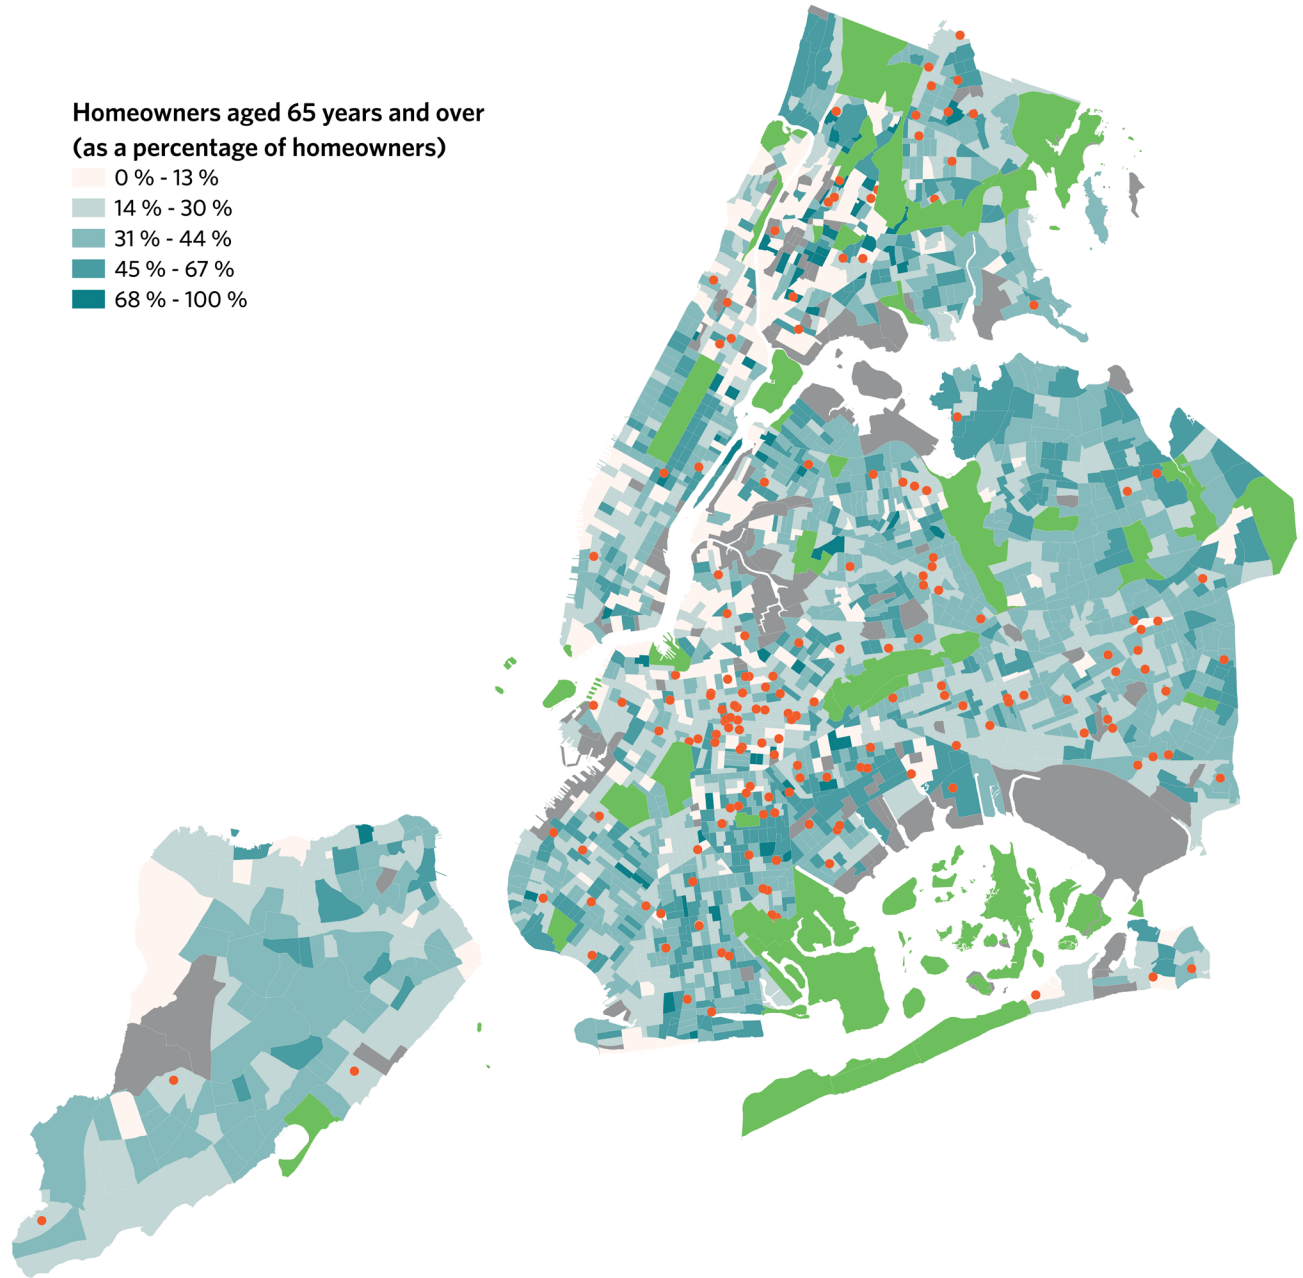 Homeowners aged 65 years and over
(as a percentage of homeowners)
0 % - 13 %
14 % - 30 %
31 % - 44 %
45 % - 67 %
68 % - 100 %